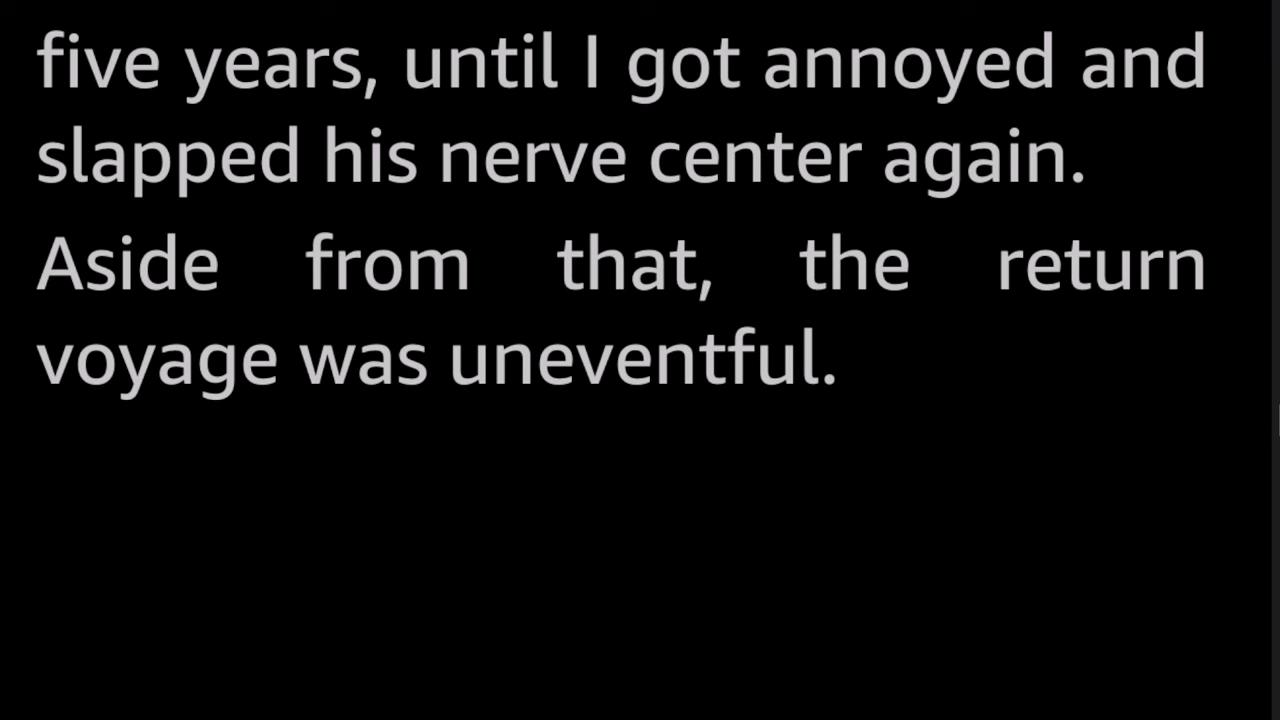 five years, until I got annoyed and
slapped his nerve center again.
Aside from that, the return
voyage was uneventful.